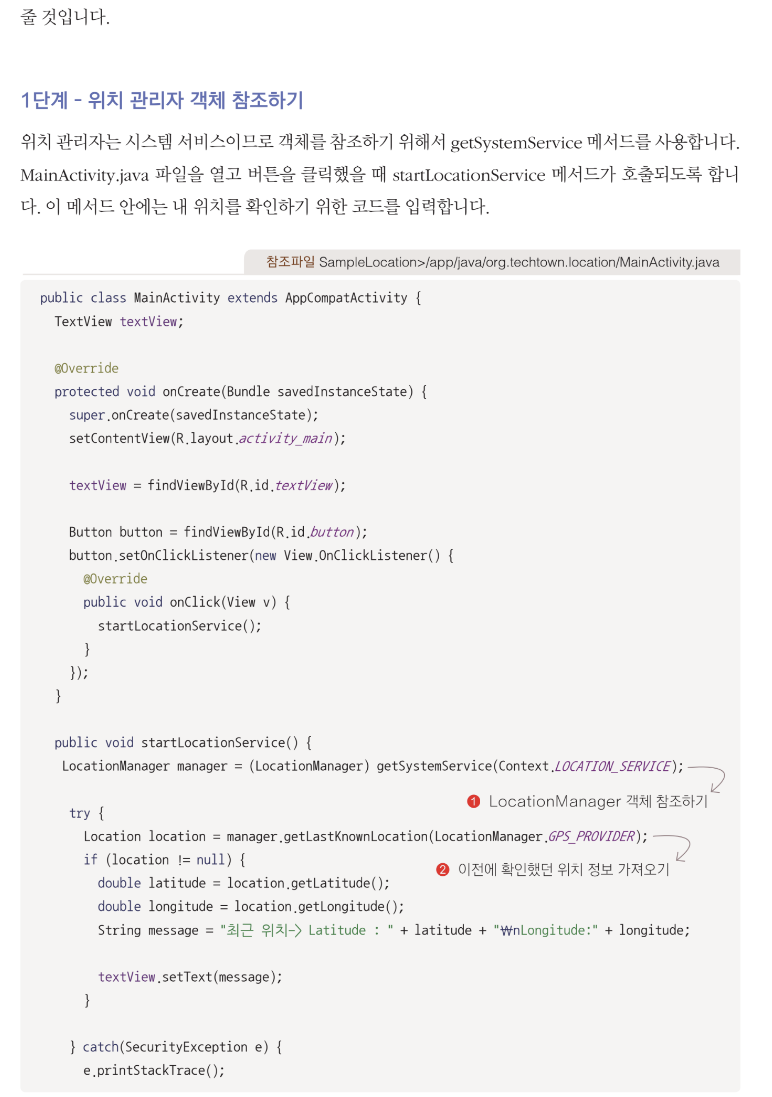 줄 것입니다.
1단계 - 위치 관리자 객체 참조하기
위치 관리자는 시스템 서비스이므로 객체를 참조하기 위해서 getSystemService 메서드를 사용합니다.
MainActivity.java 파일을 열고 버튼을 클릭했을 때 startLocationService 메서드가 호출되도록 합니
다. 이 메서드 안에는 내 위치를 확인하기 위한 코드를 입력합니다.
참조파일 SampleLocation>/app/java/org.techtown.location/MainActivity.java
public class MainActivity extends AppCompatActivity {
TextView textView;
@Override
protected void onCreate(Bundle savedInstanceState) {
super.onCreate(savedInstanceState);
setContentView(R.layout.activity_main);
textView = findViewById(R.id.textView);
Button button = findViewById(R.id.button);
button.setOnClickListener(new View.OnClickListener() {
@Override
public void onClick(View v) {
startLocationService();
}
});
}
public void startLocationService() {
LocationManager manager = (LocationManager) getSystemService(Context.LOCATION_SERVICE);
❶ LocationManager 객체 참조하기
try {
Location location = manager.getLastKnownLocation(LocationManager.GPS_PROVIDER);
if (location != null) {
❷ 이전에 확인했던 위치 정보 가져오기
double latitude = location.getLatitude();
double longitude = location.getLongitude();
String message = "최근 위치-> Latitude : " + latitude + "₩nLongitude:" + longitude;
textView.setText(message);
}
} catch(SecurityException e) {
e.printStackTrace();